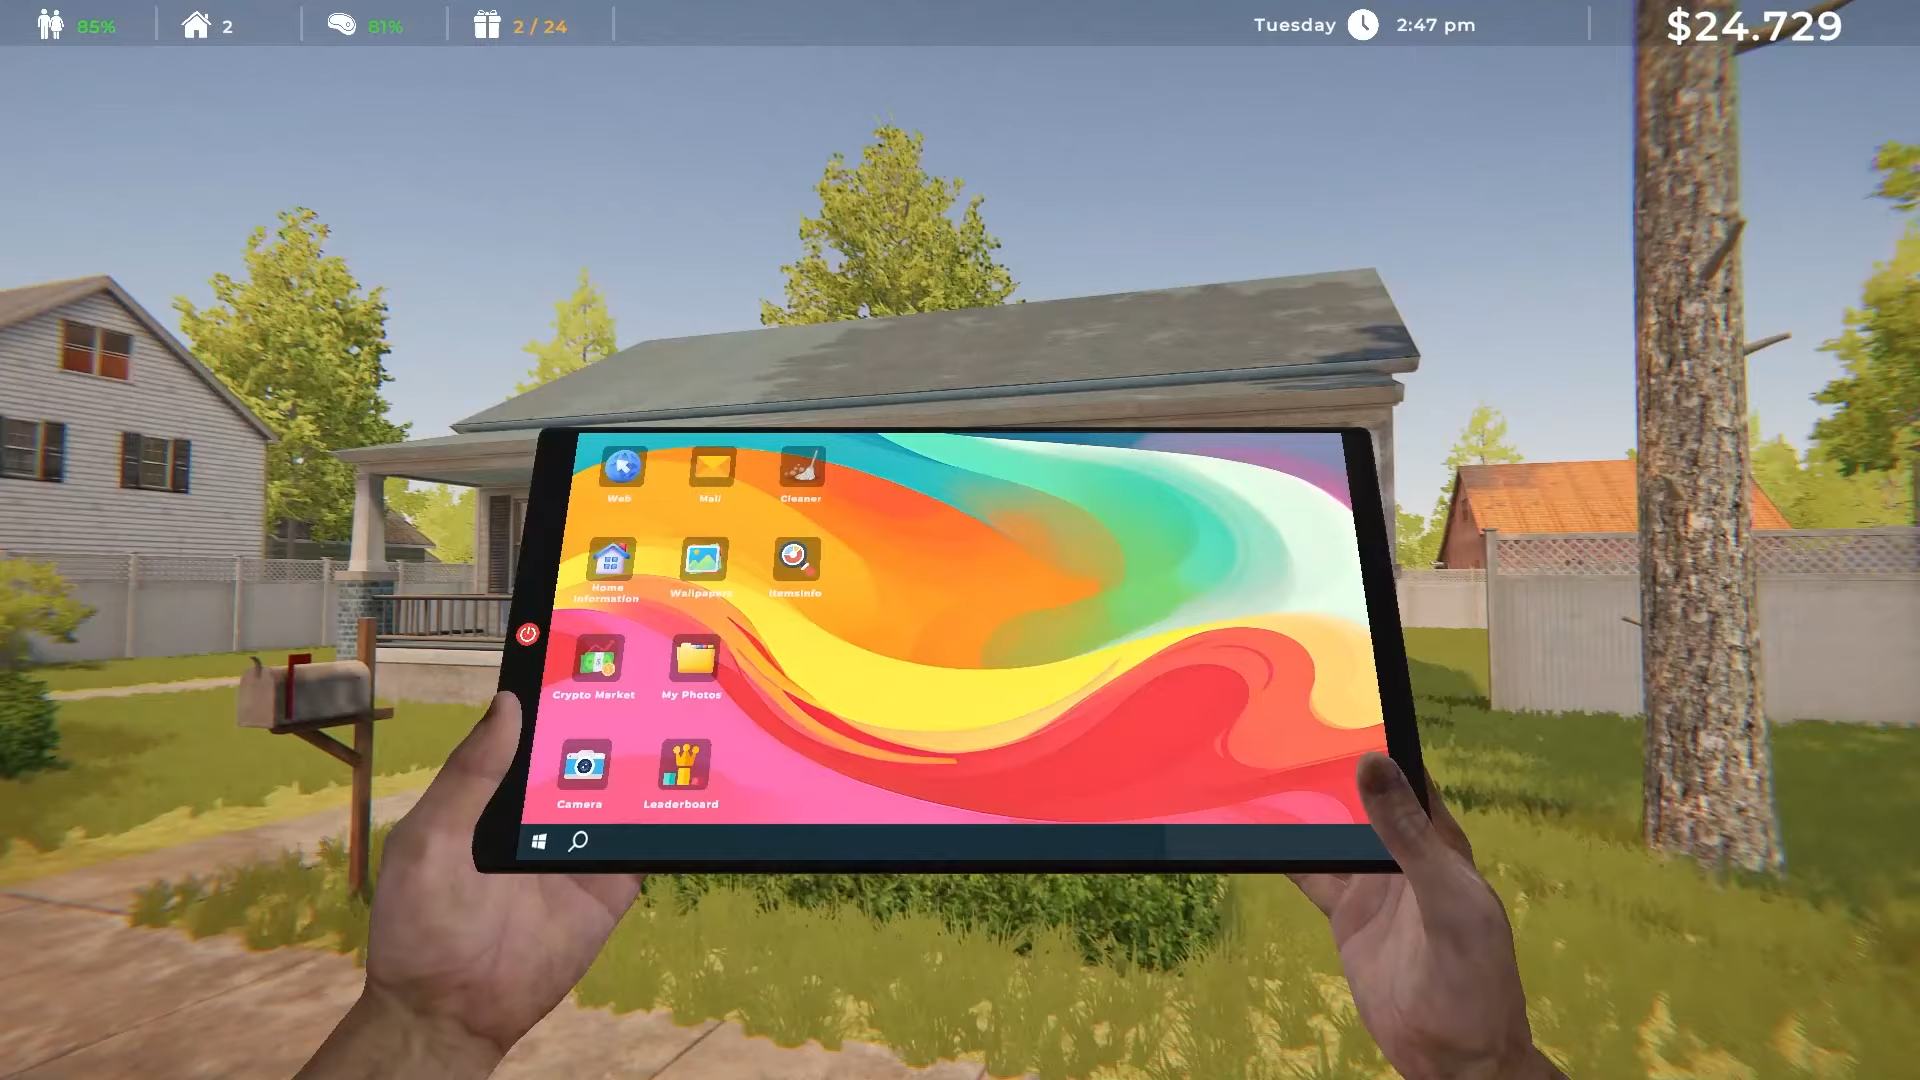 85%
2
81%
2 / 24
Tuesday
2:47 pm
$24.729
Web
Mail
Cleaner
Home
Information
Wallpapers
ItemsInfo
Crypto Market
My Photos
Camera
Leaderboard